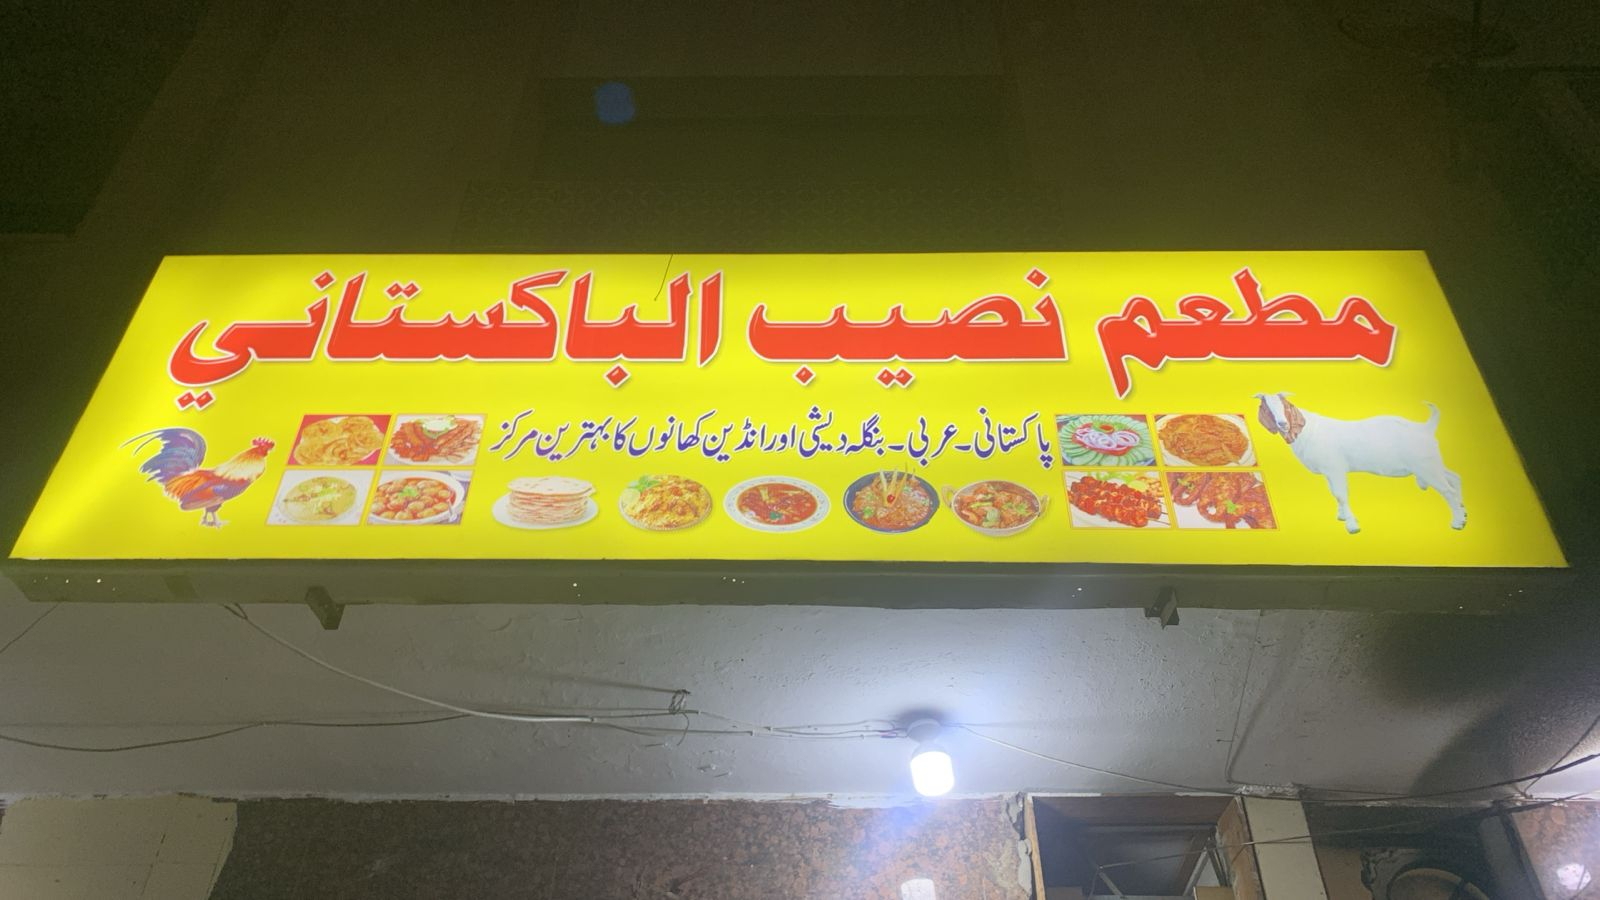 مطعم نصيب الباكستاني
پاکستانی۔ عربی۔ بنگلہ دیشی اور انڈین کھانوں کا بہترین مرکز